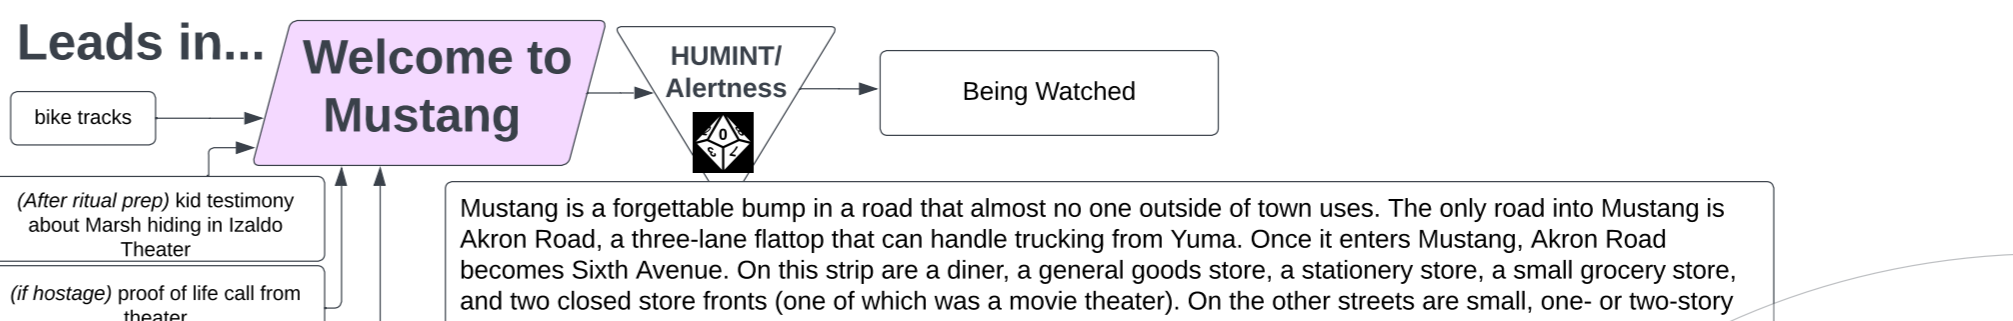 Leads in...
Welcome to
Mustang
HUMINT/
Alertness
0
Being Watched
bike tracks
(After ritual prep) kid testimony
about Marsh hiding in Izaldo
Theater
(if hostage) proof of life call from
theater
Mustang is a forgettable bump in a road that almost no one outside of town uses. The only road into Mustang is
Akron Road, a three-lane flattop that can handle trucking from Yuma. Once it enters Mustang, Akron Road
becomes Sixth Avenue. On this strip are a diner, a general goods store, a stationery store, a small grocery store,
and two closed store fronts (one of which was a movie theater). On the other streets are small, one- or two-story